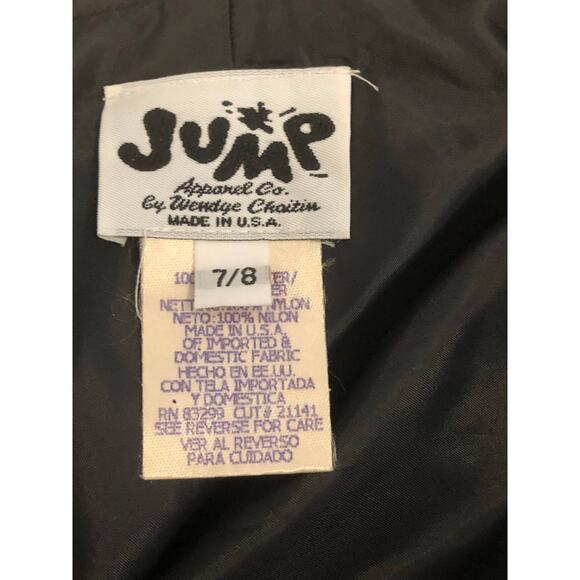 JUMP
Apparel Co.
by Wendye Chaitin
MADE IN U.S.A.
7/8
NETO:100% NILON
MADE IN U.S.A.
OF IMPORTED &
DOMESTIC FABRIC
HECHO EN EE.UU.
CON TELA IMPORTADA
Y DOMESTICA
RN 83299 CUT# 21141
SEE REVERSE FOR CARE
VER AL REVERSO
PARA CUIDADO